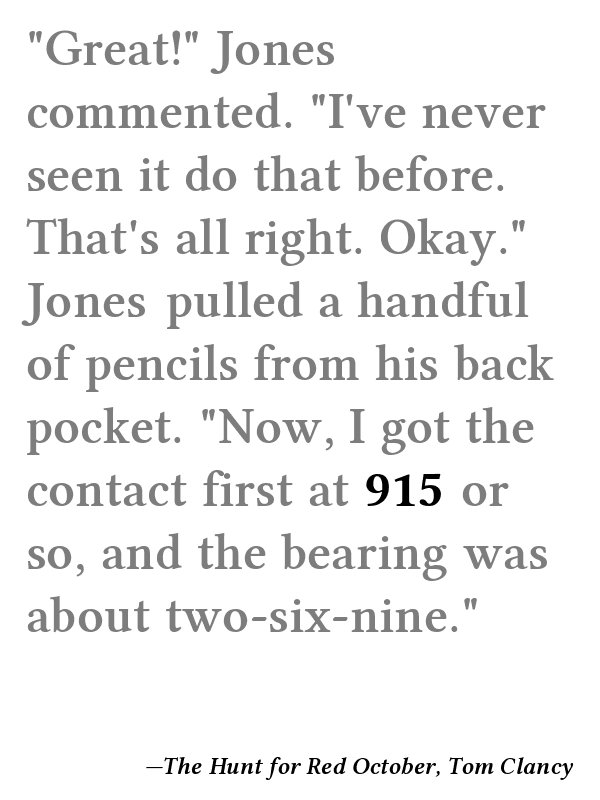 "Great!" Jones
commented. "I've never
seen it do that before.
That's all right. Okay."
Jones pulled a handful
of pencils from his back
pocket. "Now, I got the
contact first at 915 or
so, and the bearing was
about two-six-nine."
—The Hunt for Red October, Tom Clancy